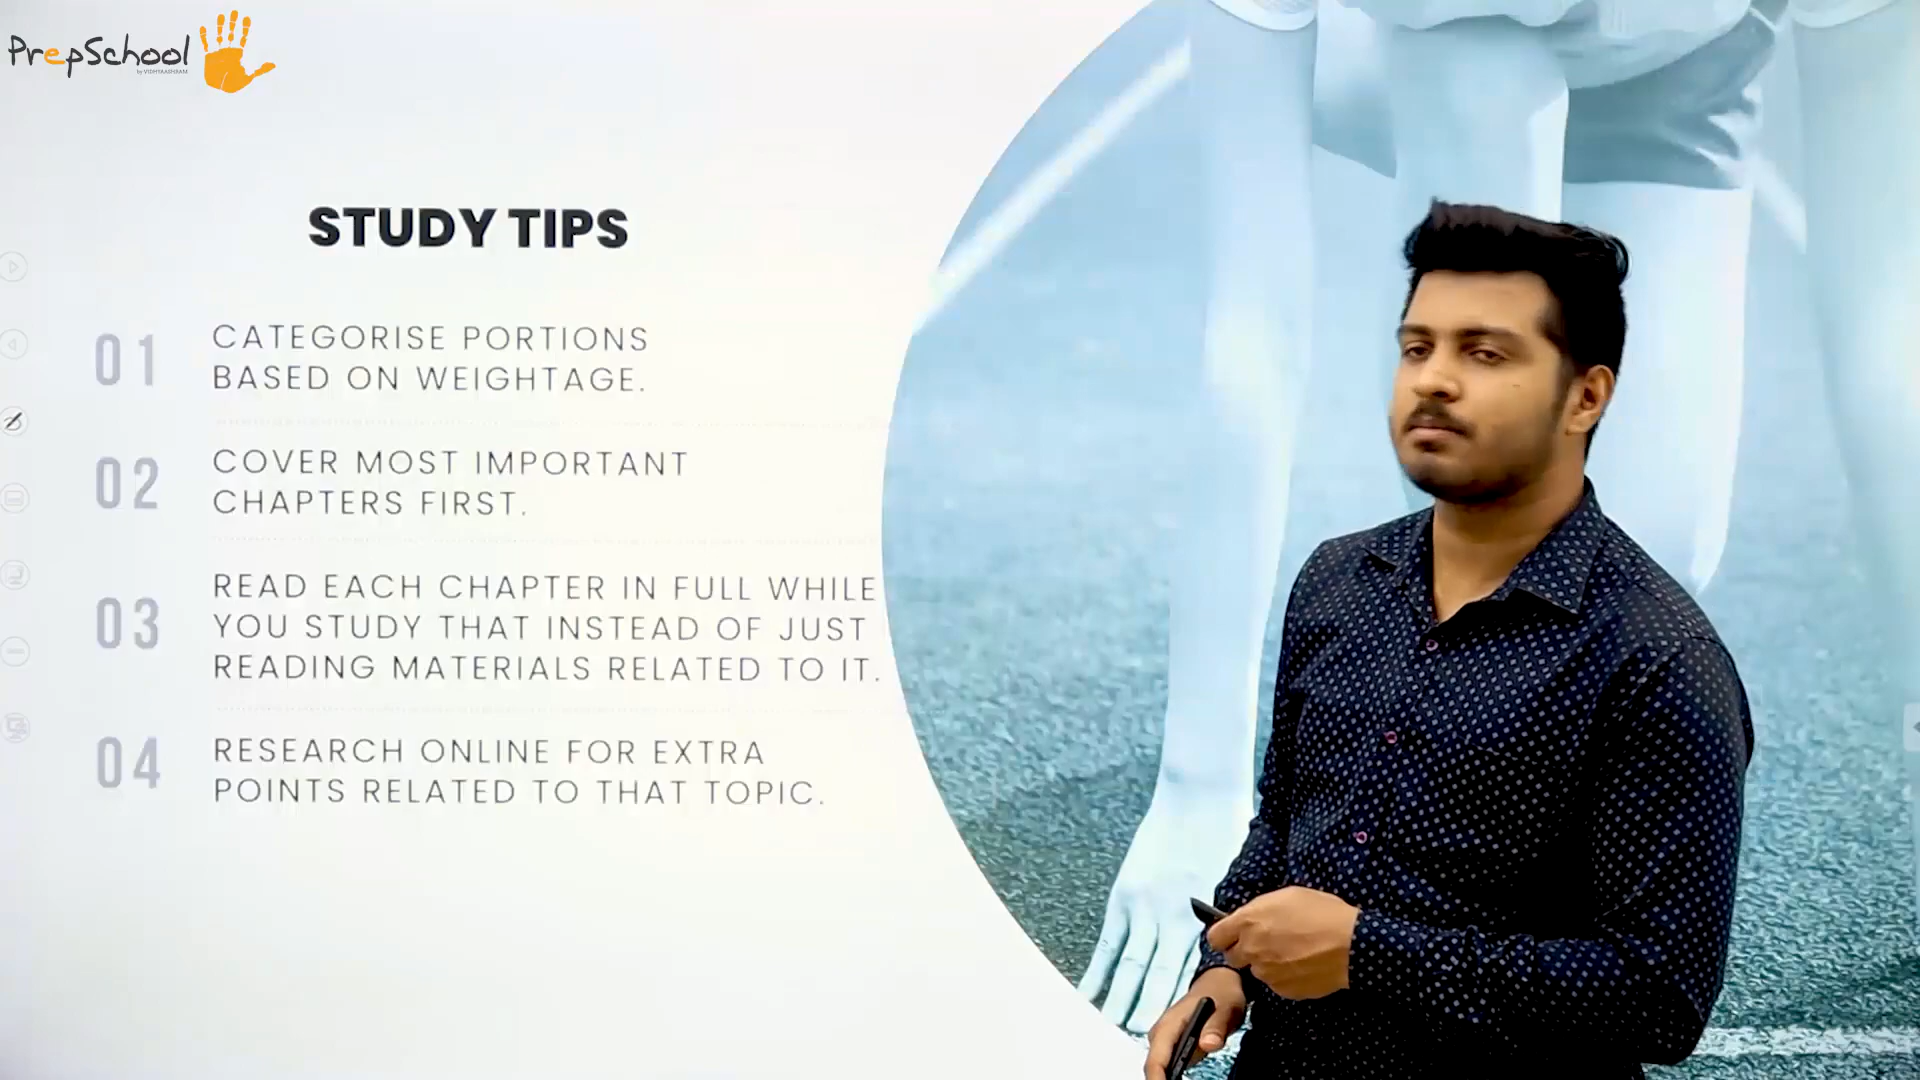 PrepSchool
by VIDHYAASHRAM
STUDY TIPS
01
CATEGORISE PORTIONS
BASED ON WEIGHTAGE.
02
COVER MOST IMPORTANT
CHAPTERS FIRST.
03
READ EACH CHAPTER IN FULL WHILE
YOU STUDY THAT INSTEAD OF JUST
READING MATERIALS RELATED TO IT.
04
RESEARCH ONLINE FOR EXTRA
POINTS RELATED TO THAT TOPIC.